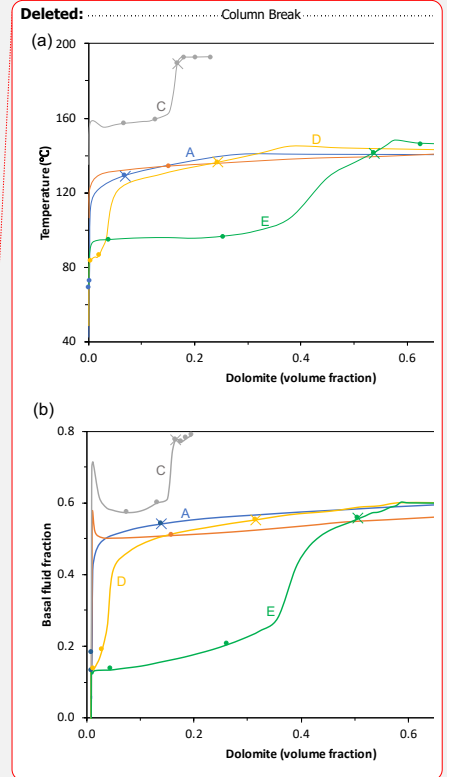 Deleted: Column Break
(a)
200
160
120
80
40
Temperature (°C)
C
A
D
E
0.0 0.2 0.4 0.6
Dolomite (volume fraction)
(b)
0.8
0.6
0.4
0.2
0.0
Basal fluid fraction
C
A
D
E
0.0 0.2 0.4 0.6
Dolomite (volume fraction)